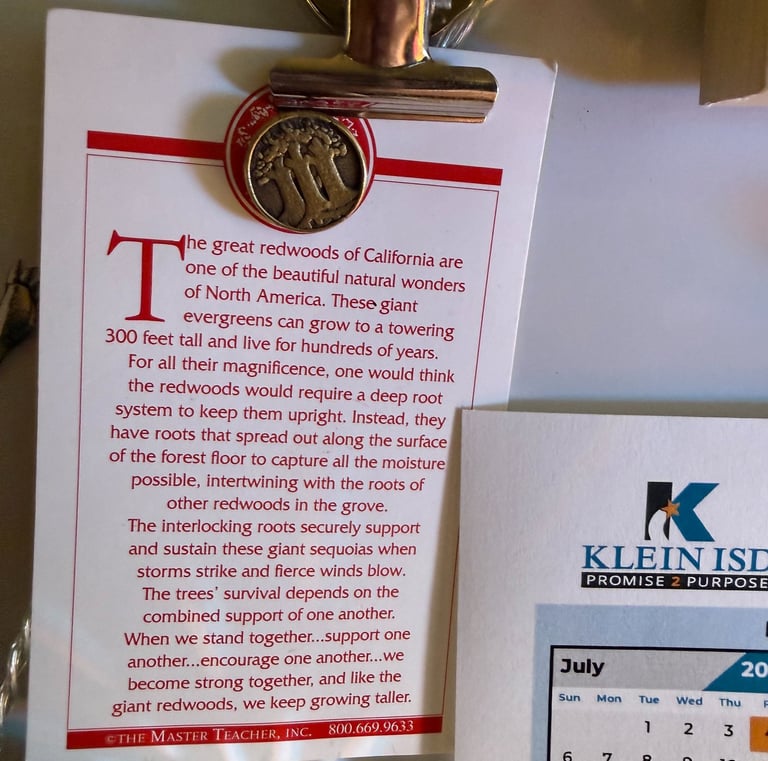 The great redwoods of California are
one of the beautiful natural wonders
of North America. These giant
evergreens can grow to a towering
300 feet tall and live for hundreds of years.
For all their magnificence, one would think
the redwoods would require a deep root
system to keep them upright. Instead, they
have roots that spread out along the surface
of the forest floor to capture all the moisture
possible, intertwining with the roots of
other redwoods in the grove.
The interlocking roots securely support
and sustain these giant sequoias when
storms strike and fierce winds blow.
The trees' survival depends on the
combined support of one another.
When we stand together...support one
another...encourage one another...we
become strong together, and like the
giant redwoods, we keep growing taller.
©THE MASTER TEACHER, INC. 800.669.9633
KLEIN ISD
PROMISE 2 PURPOSE
July 20
Sun Mon Tue Wed Thu
1 2 3
6 7 8 9 10